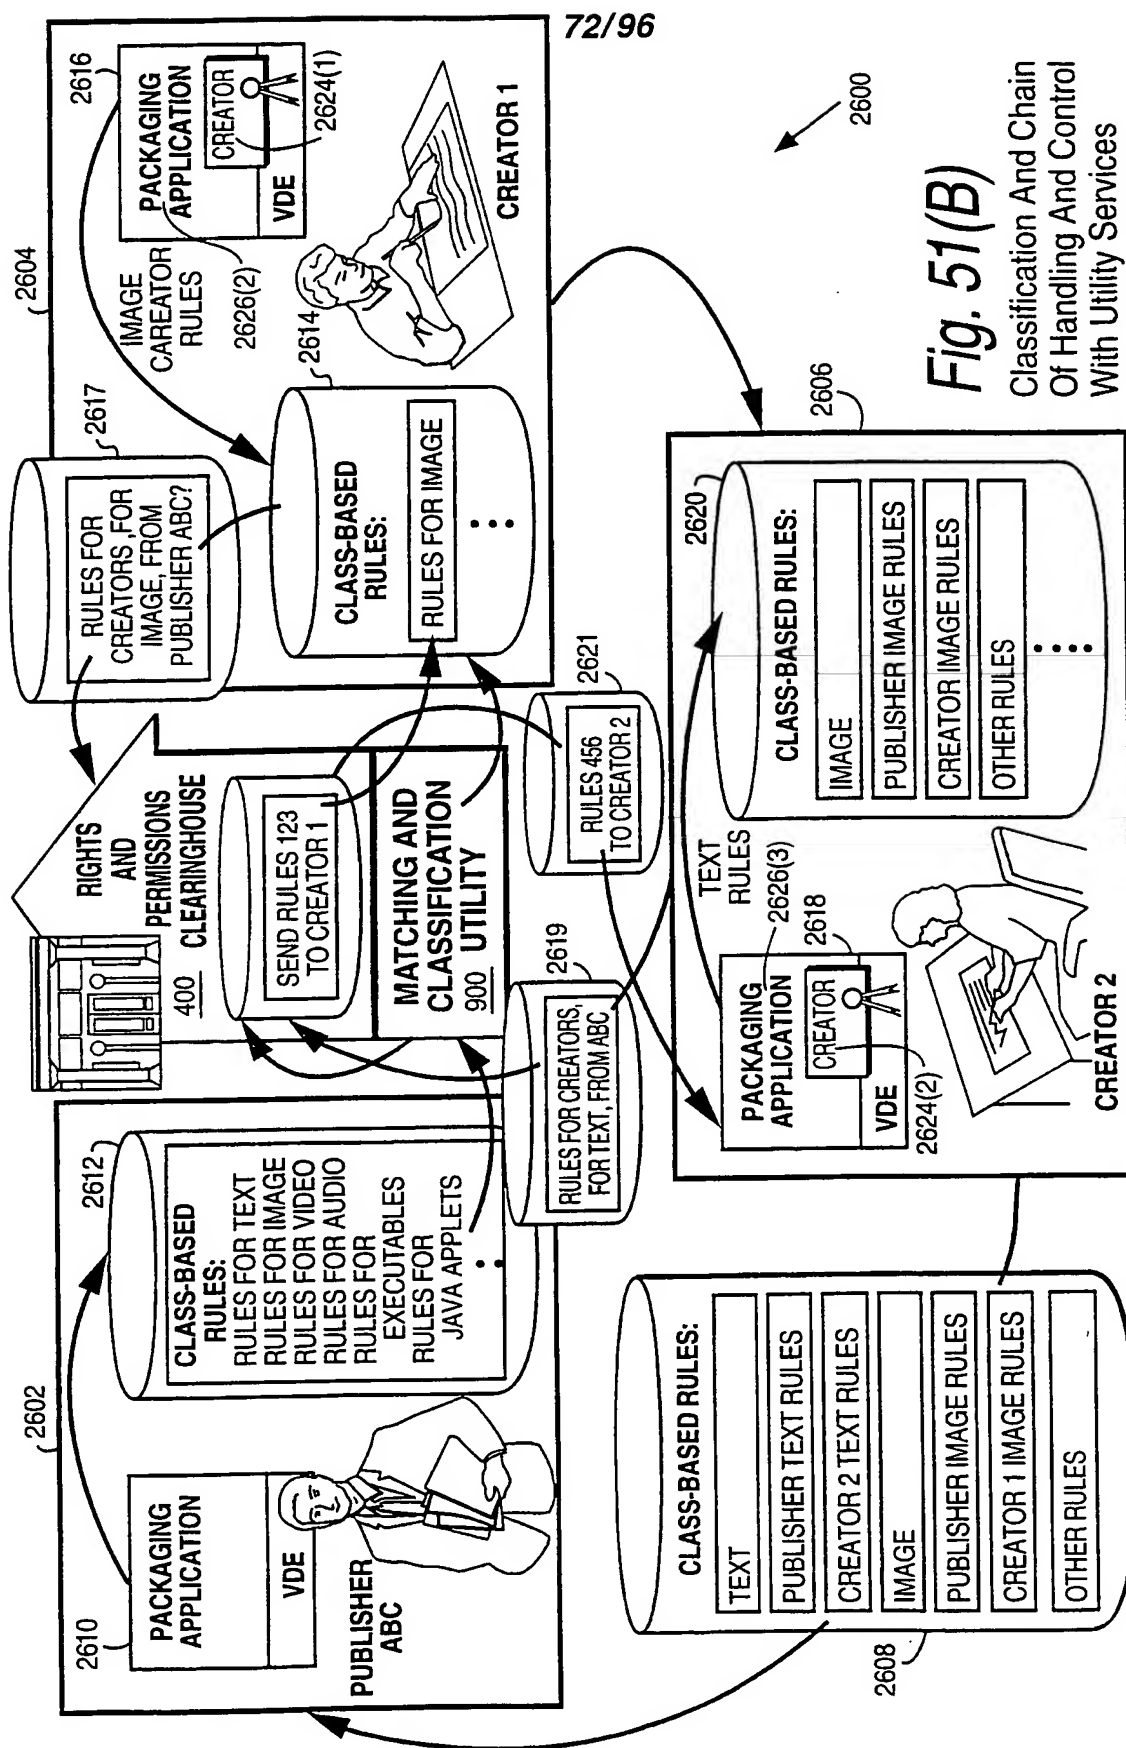 72/96
2602
2610
PACKAGING
APPLICATION
VDE
PUBLISHER
ABC
2612
CLASS-BASED
RULES:
RULES FOR TEXT
RULES FOR IMAGE
RULES FOR VIDEO
RULES FOR AUDIO
RULES FOR
EXECUTABLES
RULES FOR
JAVA APPLETS
RIGHTS
AND
PERMISSIONS
CLEARINGHOUSE
400
SEND RULES 123
TO CREATOR 1
MATCHING AND
CLASSIFICATION
900 UTILITY
2617
RULES FOR
CREATORS ,FOR
IMAGE, FROM
PUBLISHER ABC?
2604
2616
PACKAGING
APPLICATION
CREATOR
VDE
2624(1)
IMAGE
CAREATOR
RULES
2626(2)
2614
CLASS-BASED
RULES:
RULES FOR IMAGE
CREATOR 1
2619
RULES FOR CREATORS,
FOR TEXT, FROM ABC
2621
RULES 456
TO CREATOR 2
2608
CLASS-BASED RULES:
TEXT
PUBLISHER TEXT RULES
CREATOR 2 TEXT RULES
IMAGE
PUBLISHER IMAGE RULES
CREATOR 1 IMAGE RULES
OTHER RULES
PACKAGING
APPLICATION
CREATOR
VDE
2624(2)
2618
2626(3)
TEXT
RULES
CREATOR 2
2606
2620
CLASS-BASED RULES:
IMAGE
PUBLISHER IMAGE RULES
CREATOR IMAGE RULES
OTHER RULES
2600
Fig. 51(B)
Classification And Chain
Of Handling And Control
With Utility Services